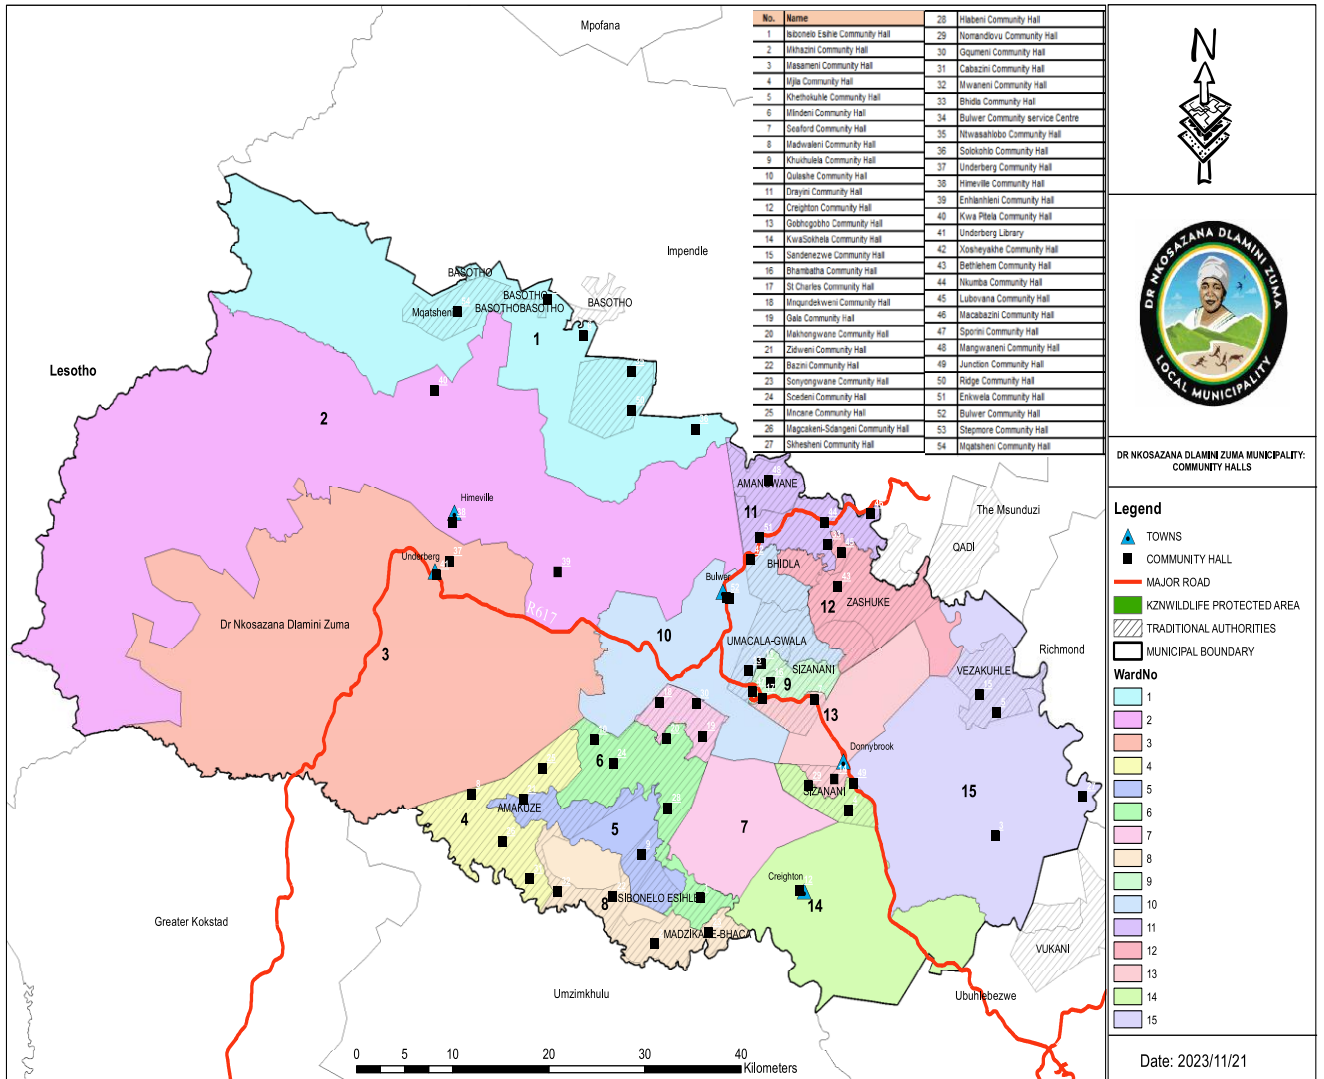 Mpofana
Impendle
Lesotho
BASOTHO
BASOTHO
BASOTHOBASOTHO
BASOTHO
Mqatsheni
1
2
Himeville
Underberg
R617
Dr Nkosazana Dlamini Zuma
3
AMANGWANE
11
BHIDLA
Bulwer
12
ZASHUKE
The Msunduzi
QADI
10
UMACALA-GWALA
SIZANANI
9
13
VEZAKUHLE
Richmond
Donnybrook
SIZANANI
15
6
AMAKUZE
4
5
7
Creighton
14
8
SIBONELO ESIHLE
MADZIKANE-BHACA
VUKANI
Greater Kokstad
Umzimkhulu
Ubuhlebezwe
0 5 10 20 30 40
Kilometers
No. Name
1 Isibonelo Esihle Community Hall
2 Mkhazini Community Hall
3 Masameni Community Hall
4 Mjila Community Hall
5 Khethokuhle Community Hall
6 Mindeni Community Hall
7 Seaford Community Hall
8 Madwaleni Community Hall
9 Khukhulela Community Hall
10 Qulashe Community Hall
11 Drayini Community Hall
12 Creighton Community Hall
13 Gobhogobho Community Hall
14 KwaSokhela Community Hall
15 Sandenezwe Community Hall
16 Bhambatha Community Hall
17 St Charles Community Hall
18 Mnqundekweni Community Hall
19 Gala Community Hall
20 Makhongwane Community Hall
21 Zidweni Community Hall
22 Bazini Community Hall
23 Sonyongwane Community Hall
24 Scedeni Community Hall
25 Mncane Community Hall
26 Magcakeni-Sdangeni Community Hall
27 Skhesheni Community Hall
28 Hlabeni Community Hall
29 Nomandlovu Community Hall
30 Gqumeni Community Hall
31 Cabazini Community Hall
32 Mwaneni Community Hall
33 Bhidla Community Hall
34 Bulwer Community service Centre
35 Ntwasahlobo Community Hall
36 Solokohlo Community Hall
37 Underberg Community Hall
38 Himeville Community Hall
39 Enhlanhleni Community Hall
40 Kwa Pitela Community Hall
41 Underberg Library
42 Xosheyakhe Community Hall
43 Bethlehem Community Hall
44 Nkumba Community Hall
45 Lubovana Community Hall
46 Macabazini Community Hall
47 Sporini Community Hall
48 Mangwaneni Community Hall
49 Junction Community Hall
50 Ridge Community Hall
51 Enkwela Community Hall
52 Bulwer Community Hall
53 Stepmore Community Hall
54 Mqatsheni Community Hall
N
DR NKOSAZANA DLAMINI ZUMA
LOCAL MUNICIPALITY
DR NKOSAZANA DLAMINI ZUMA MUNICIPALITY:
COMMUNITY HALLS
Legend
TOWNS
COMMUNITY HALL
MAJOR ROAD
KZNWILDLIFE PROTECTED AREA
TRADITIONAL AUTHORITIES
MUNICIPAL BOUNDARY
WardNo
1
2
3
4
5
6
7
8
9
10
11
12
13
14
15
Date: 2023/11/21